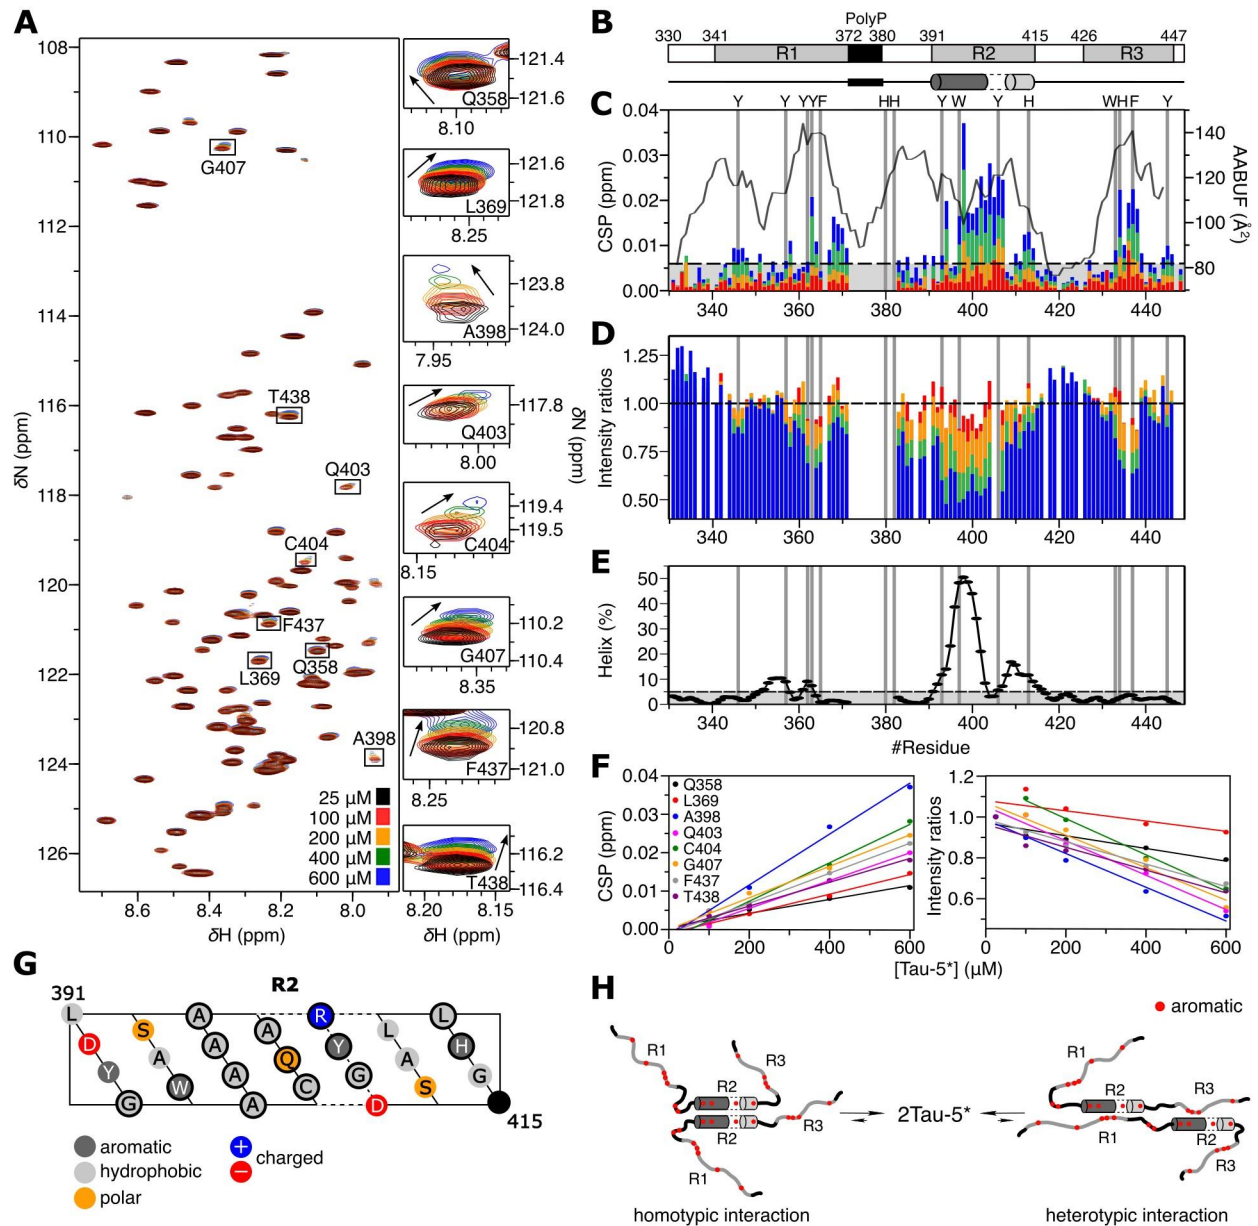 A
108
110
112
114
116
118
120
122
124
126
δN (ppm)
8.6
8.4
8.2
8.0
δH (ppm)
G407
T438
Q403
C404
F437
L369
Q358
A398
25 µM
100 µM
200 µM
400 µM
600 µM
Q358
121.4
121.6
8.10
L369
121.6
121.8
8.25
A398
123.8
124.0
7.95
Q403
117.8
8.00
C404
119.4
119.5
8.15
G407
110.2
110.4
8.35
F437
120.8
121.0
8.25
T438
116.2
116.4
8.20
8.15
δH (ppm)
δN (ppm)
B
PolyP
330 341 372 380 391 415 426 447
R1 R2 R3
C
Y Y Y Y F H H Y W Y H W H F Y
0.04
0.03
0.02
0.01
0.00
CSP (ppm)
140
120
100
80
AABUF (Å²)
340 360 380 400 420 440
D
1.25
1.00
0.75
0.50
Intensity ratios
340 360 380 400 420 440
E
50
40
30
20
10
0
Helix (%)
340 360 380 400 420 440
#Residue
F
0.04
0.03
0.02
0.01
0.00
CSP (ppm)
Q358
L369
A398
Q403
C404
G407
F437
T438
0 200 400 600
1.2
1.0
0.8
0.6
Intensity ratios
0 200 400 600
[Tau-5*] (µM)
G
R2
391
L D Y G
S A W
A A A A
A Q C
R Y G D
L A S
L H G
415
aromatic
hydrophobic
polar
+
−
charged
H
aromatic
R1
R3
R2
R2
R3
R1
homotypic interaction
2Tau-5*
R1
R2
R3
R1
R2
R3
heterotypic interaction